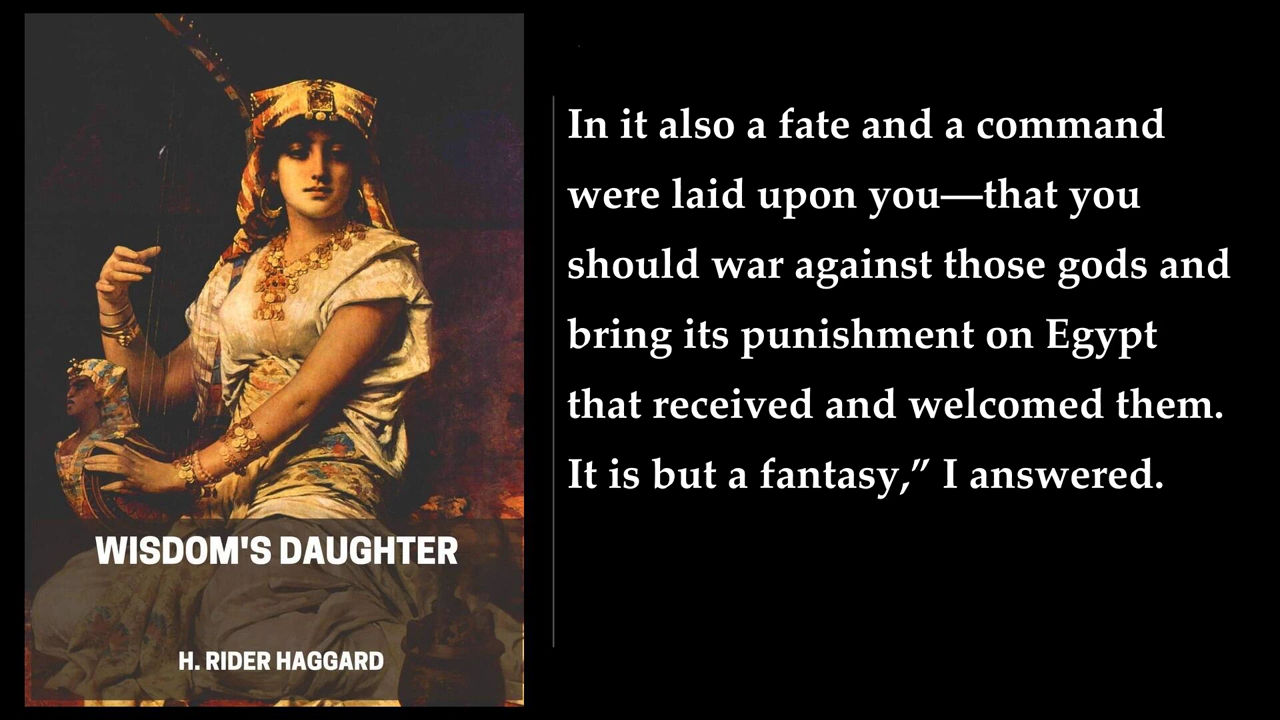 WISDOM'S DAUGHTER
H. RIDER HAGGARD
In it also a fate and a command
were laid upon you—that you
should war against those gods and
bring its punishment on Egypt
that received and welcomed them.
It is but a fantasy,” I answered.